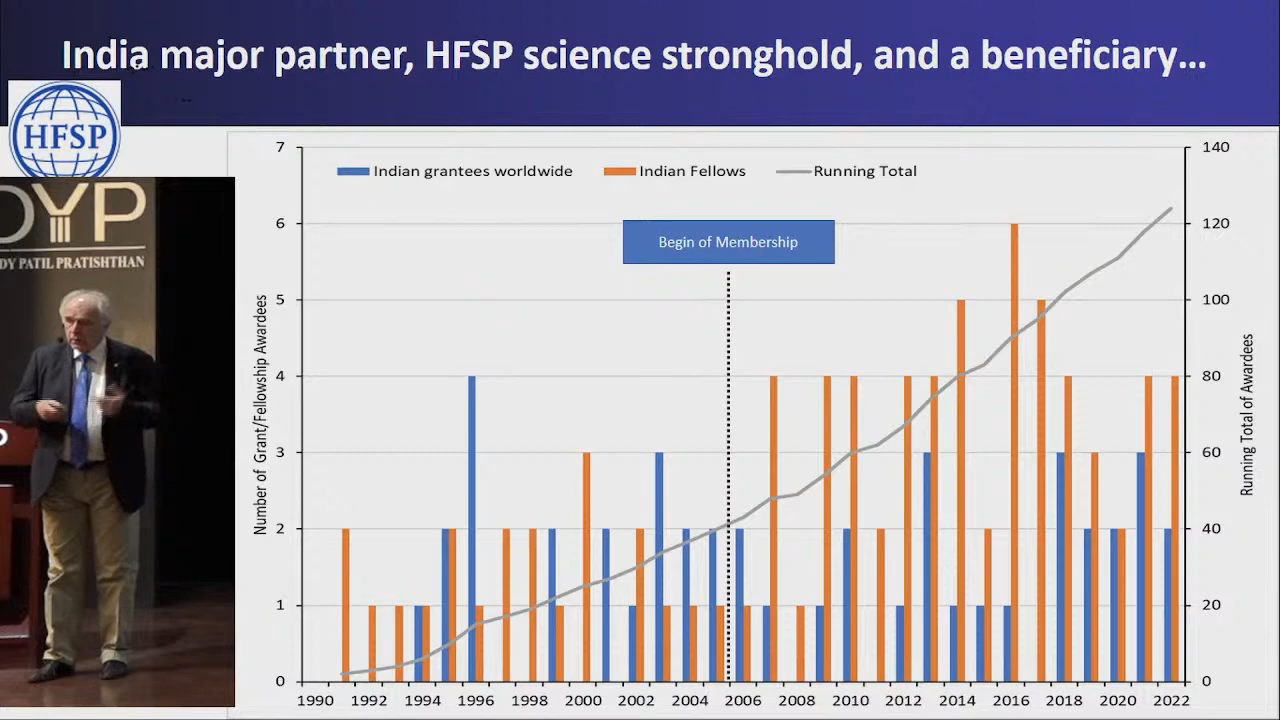 India major partner, HFSP science stronghold, and a beneficiary...
HFSP
DYP
DY PATIL PRATISHTHAN
Indian grantees worldwide
Indian Fellows
Running Total
Begin of Membership
Number of Grant/Fellowship Awardees
7
6
5
4
3
2
1
0
140
120
100
80
60
40
20
0
Running Total of Awardees
1990 1992 1994 1996 1998 2000 2002 2004 2006 2008 2010 2012 2014 2016 2018 2020 2022